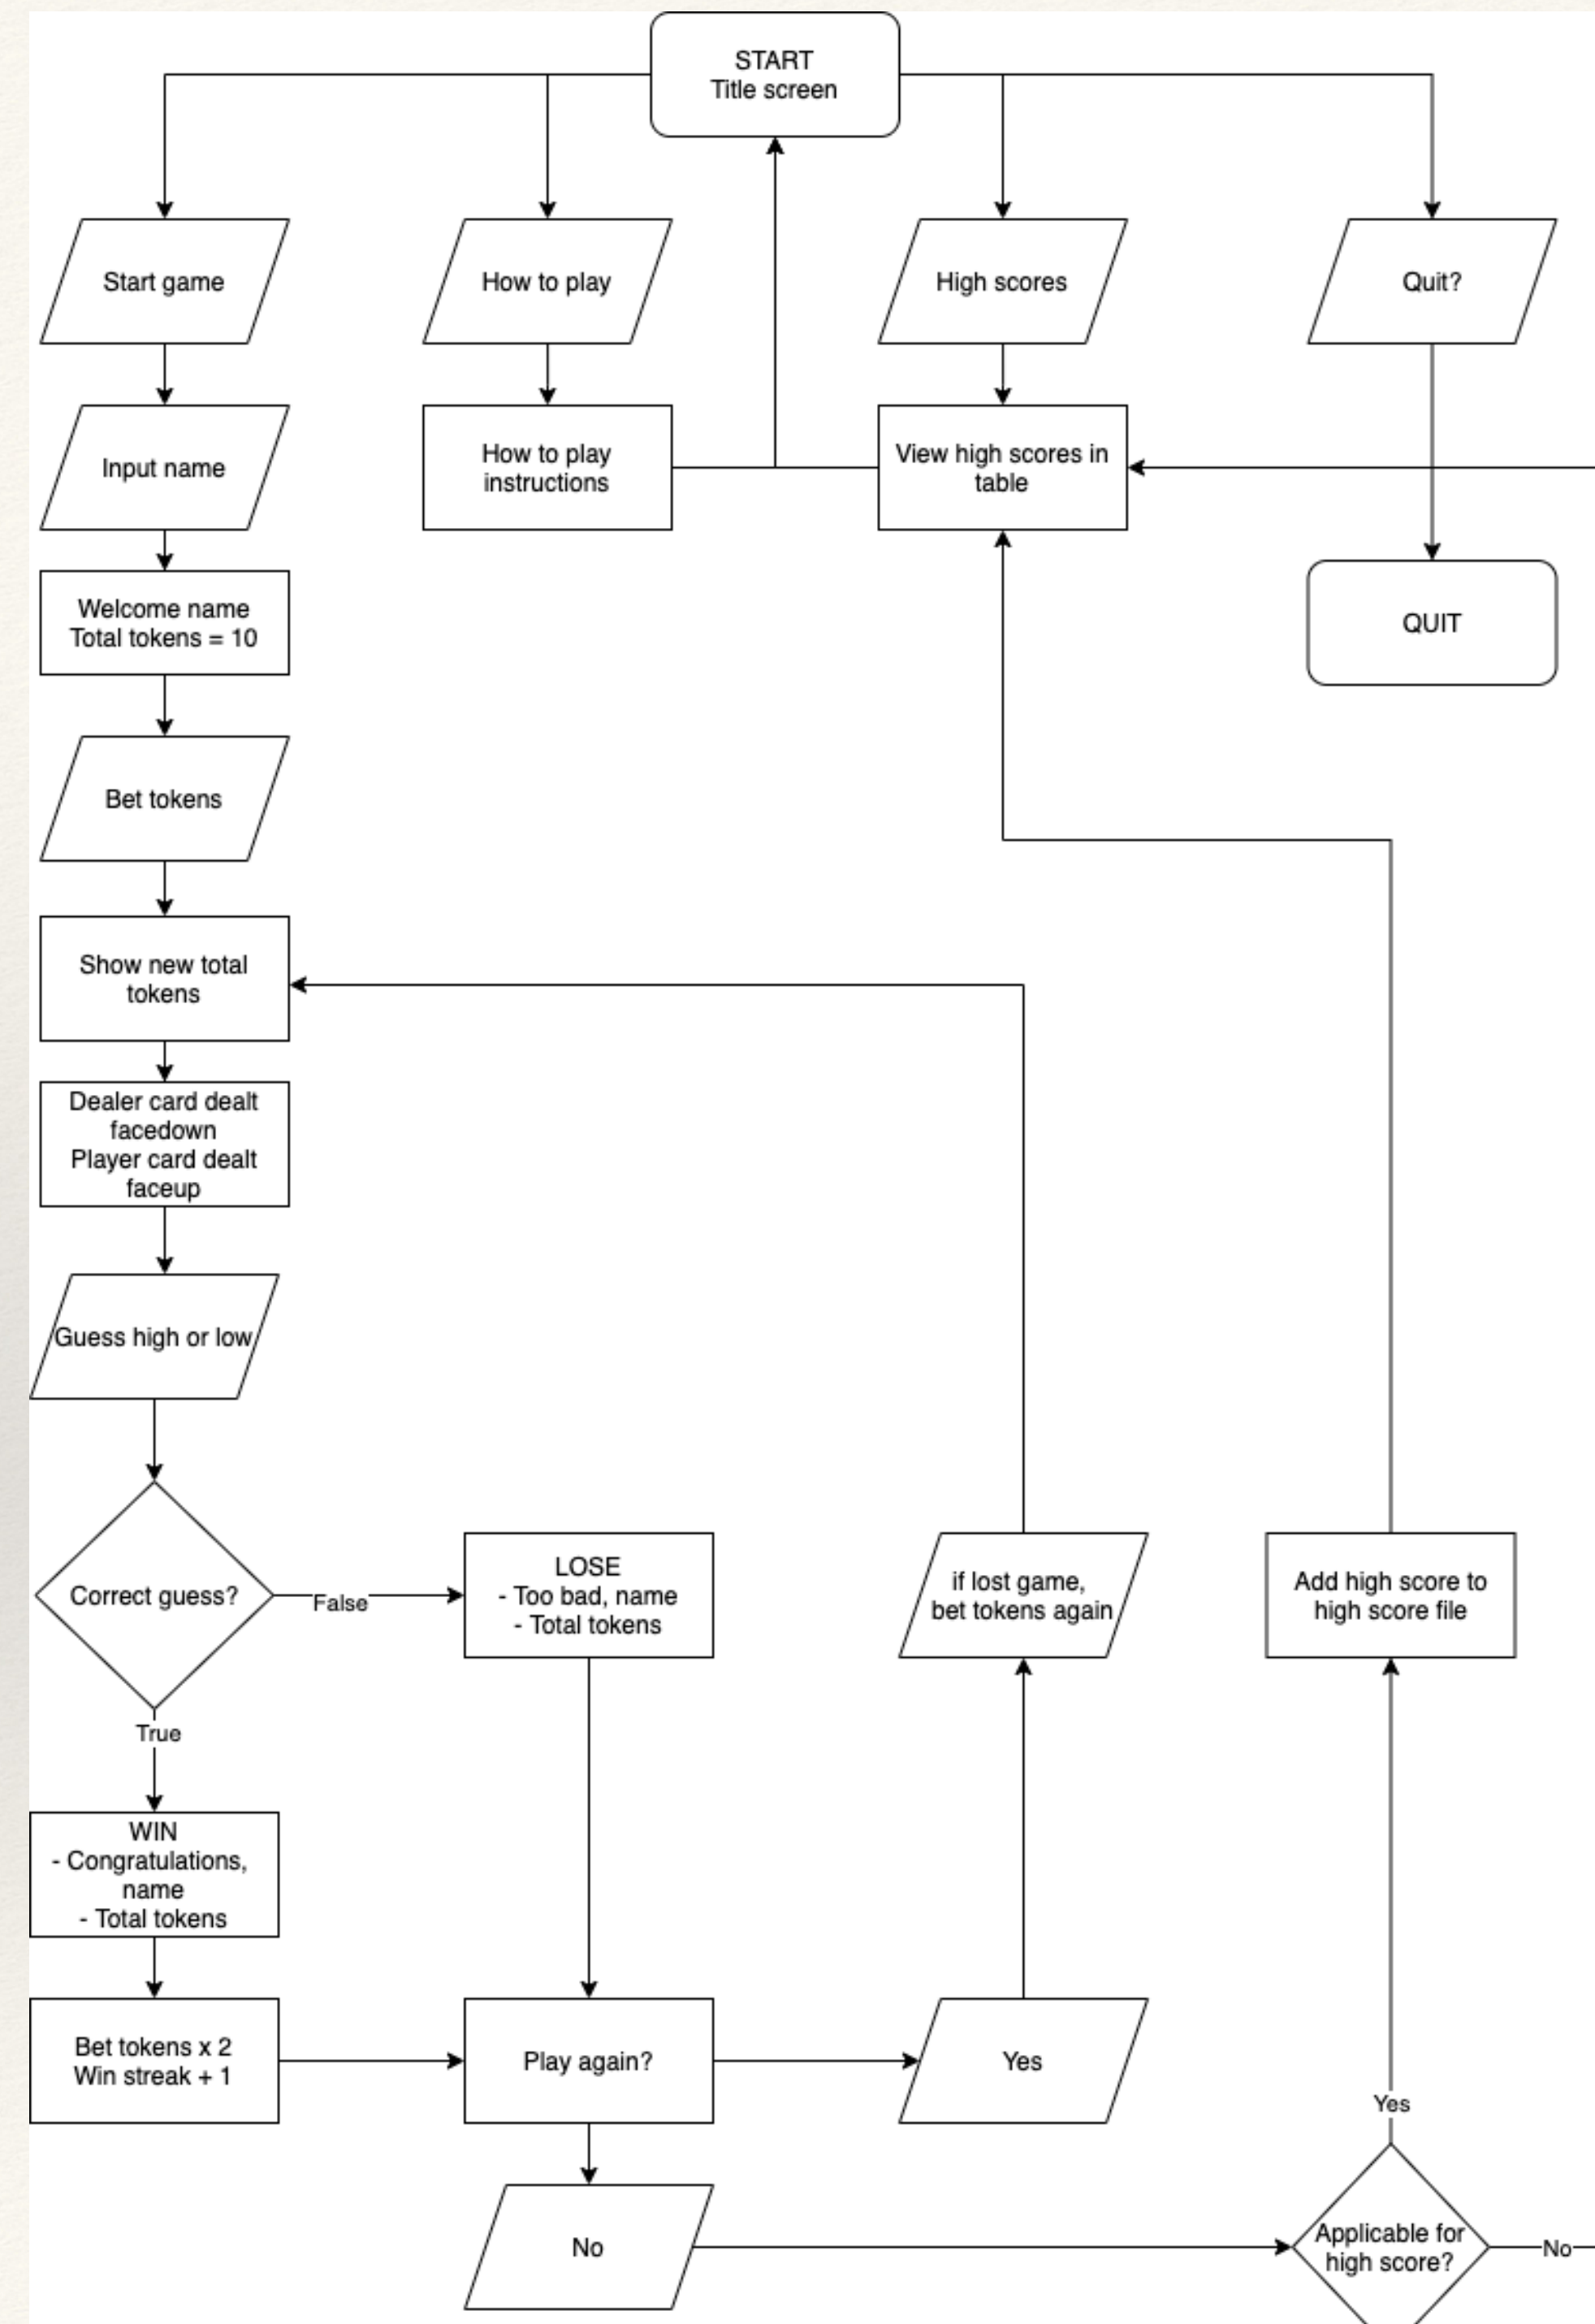 START
Title screen
Start game
How to play
High scores
Quit?
Input name
How to play
instructions
View high scores in
table
Welcome name
Total tokens = 10
QUIT
Bet tokens
Show new total
tokens
Dealer card dealt
facedown
Player card dealt
faceup
Guess high or low
Correct guess?
False
LOSE
- Too bad, name
- Total tokens
if lost game,
bet tokens again
Add high score to
high score file
True
WIN
- Congratulations,
name
- Total tokens
Bet tokens x 2
Win streak + 1
Play again?
Yes
Yes
No
Applicable for
high score?
No